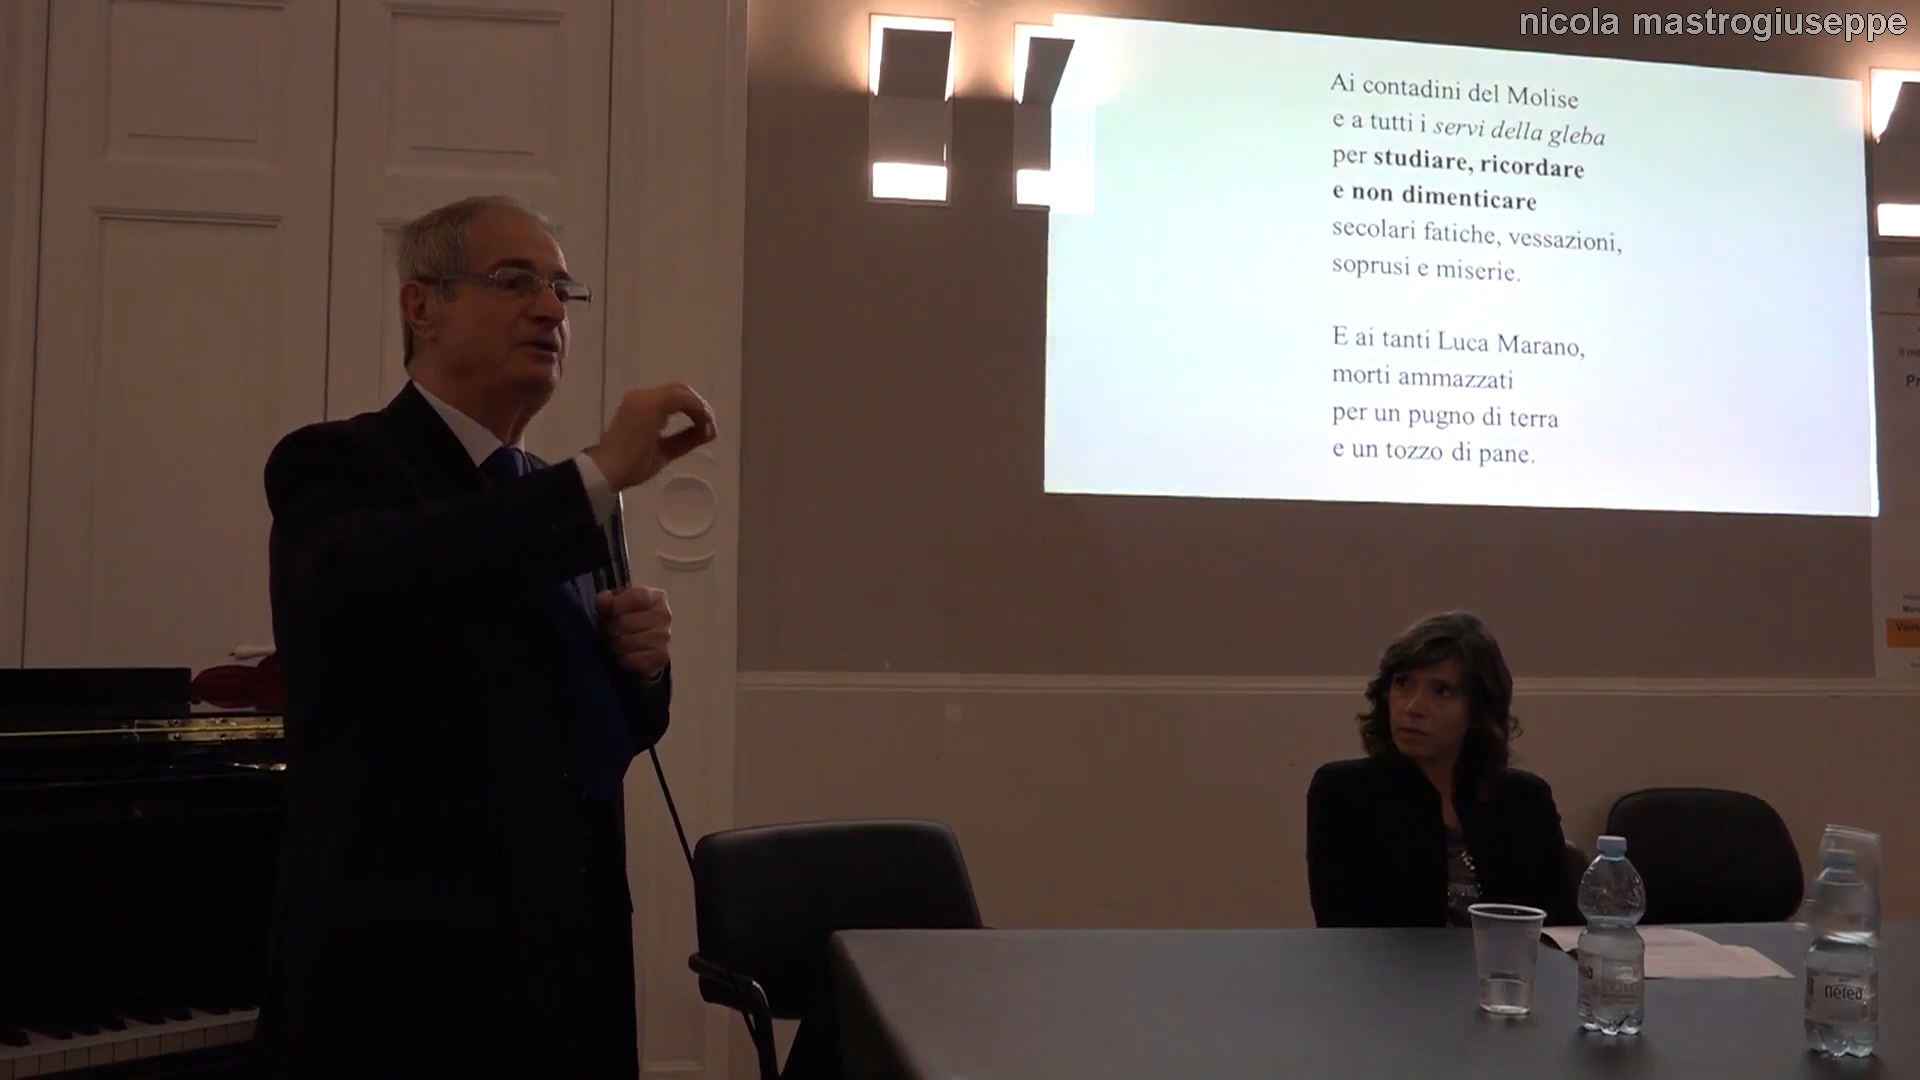 nicola mastrogiuseppe
Ai contadini del Molise
e a tutti i servi della gleba
per studiare, ricordare
e non dimenticare
secolari fatiche, vessazioni,
soprusi e miserie.
E ai tanti Luca Marano,
morti ammazzati
per un pugno di terra
e un tozzo di pane.
nefed